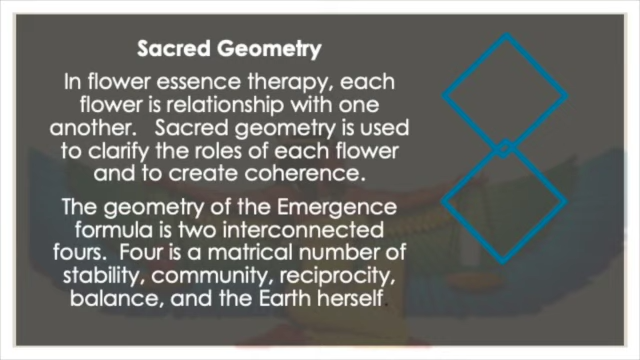 Sacred Geometry
In flower essence therapy, each
flower is relationship with one
another.   Sacred geometry is used
to clarify the roles of each flower
and to create coherence.
The geometry of the Emergence
formula is two interconnected
fours.  Four is a matrical number of
stability, community, reciprocity,
balance, and the Earth herself.